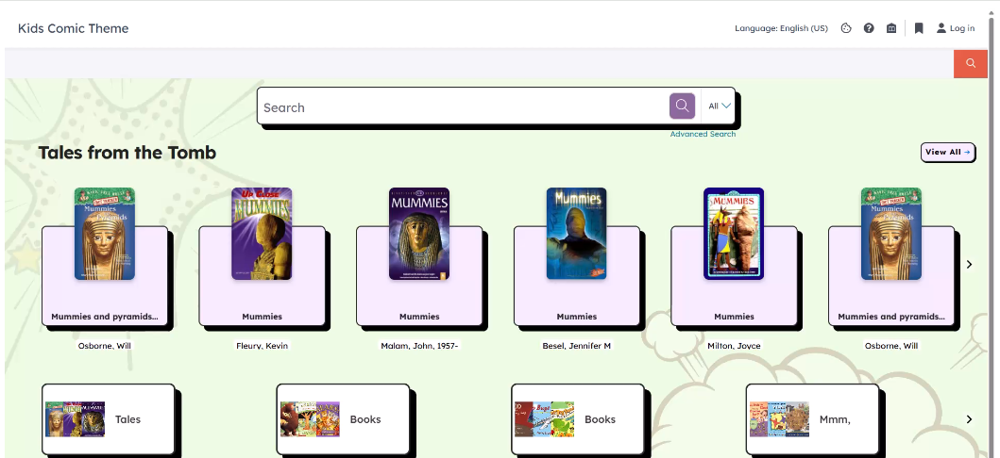 Kids Comic Theme
Language: English (US)
Log in
Search
All
Advanced Search
Tales from the Tomb
View All →
Mummies
Pyramids
UP CLOSE
MUMMIES
MUMMIES
Mummies
MUMMIES
Mummies
Pyramids
Mummies and pyramids...
Mummies
Mummies
Mummies
Mummies
Mummies and pyramids...
Osborne, Will
Fleury, Kevin
Malam, John, 1957-
Besel, Jennifer M
Milton, Joyce
Osborne, Will
Tales
Books
Books
Mmm,